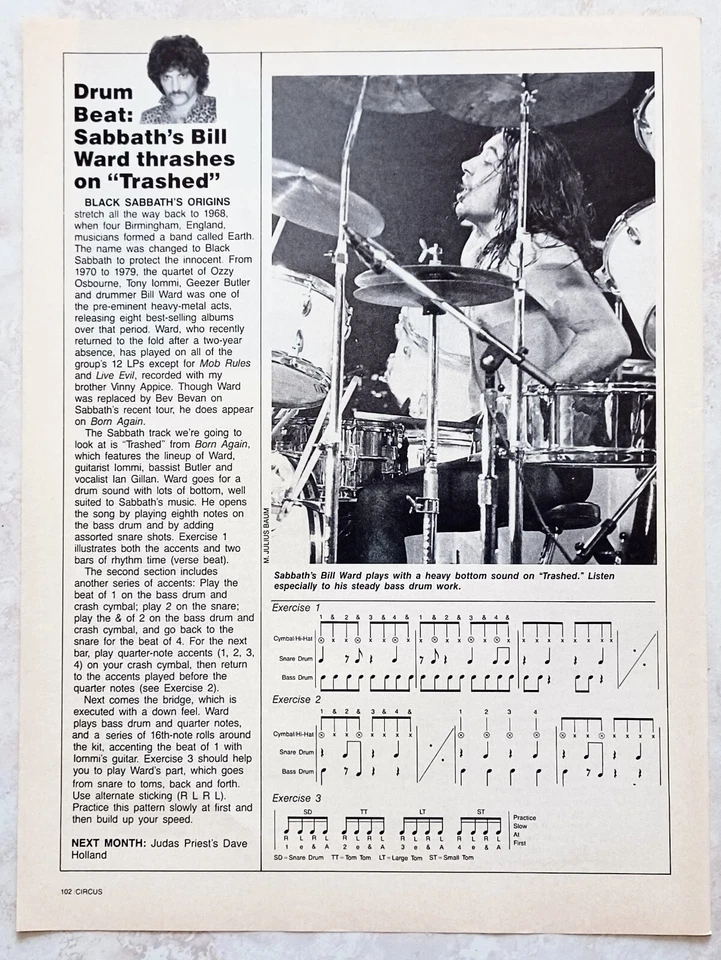 Drum
Beat:
Sabbath's Bill
Ward thrashes
on "Trashed"
BLACK SABBATH'S ORIGINS
stretch all the way back to 1968,
when four Birmingham, England,
musicians formed a band called Earth.
The name was changed to Black
Sabbath to protect the innocent. From
1970 to 1979, the quartet of Ozzy
Osbourne, Tony Iommi, Geezer Butler
and drummer Bill Ward was one of
the pre-eminent heavy-metal acts,
releasing eight best-selling albums
over that period. Ward, who recently
returned to the fold after a two-year
absence, has played on all of the
group's 12 LPs except for Mob Rules
and Live Evil, recorded with my
brother Vinny Appice. Though Ward
was replaced by Bev Bevan on
Sabbath's recent tour, he does appear
on Born Again.
The Sabbath track we're going to
look at is "Trashed" from Born Again,
which features the lineup of Ward,
guitarist Iommi, bassist Butler and
vocalist Ian Gillan. Ward goes for a
drum sound with lots of bottom, well
suited to Sabbath's music. He opens
the song by playing eighth notes on
the bass drum and by adding
assorted snare shots. Exercise 1
illustrates both the accents and two
bars of rhythm time (verse beat).
The second section includes
another series of accents: Play the
beat of 1 on the bass drum and
crash cymbal; play 2 on the snare;
play the & of 2 on the bass drum and
crash cymbal, and go back to the
snare for the beat of 4. For the next
bar, play quarter-note accents (1, 2, 3,
4) on your crash cymbal, then return
to the accents played before the
quarter notes (see Exercise 2).
Next comes the bridge, which is
executed with a down feel. Ward
plays bass drum and quarter notes,
and a series of 16th-note rolls around
the kit, accenting the beat of 1 with
Iommi's guitar. Exercise 3 should help
you to play Ward's part, which goes
from snare to toms, back and forth.
Use alternate sticking (R L R L).
Practice this pattern slowly at first and
then build up your speed.
NEXT MONTH: Judas Priest's Dave
Holland
M. JULIUS BAUM
Sabbath's Bill Ward plays with a heavy bottom sound on "Trashed." Listen
especially to his steady bass drum work.
Exercise 1
1 & 2 & 3 & 4 & 1 & 2 & 3 & 4 &
Cymbal/Hi-Hat
Snare Drum
Bass Drum
Exercise 2
1 & 2 & 3 & 4 & 1 2 3 4
Cymbal/Hi-Hat
Snare Drum
Bass Drum
Exercise 3
SD TT LT ST
R L R L R L R L R L R L R L R L
1 e & A 2 e & A 3 e & A 4 e & A
Practice
Slow
At
First
SD=Snare Drum TT=Tom Tom LT=Large Tom ST=Small Tom
102/CIRCUS